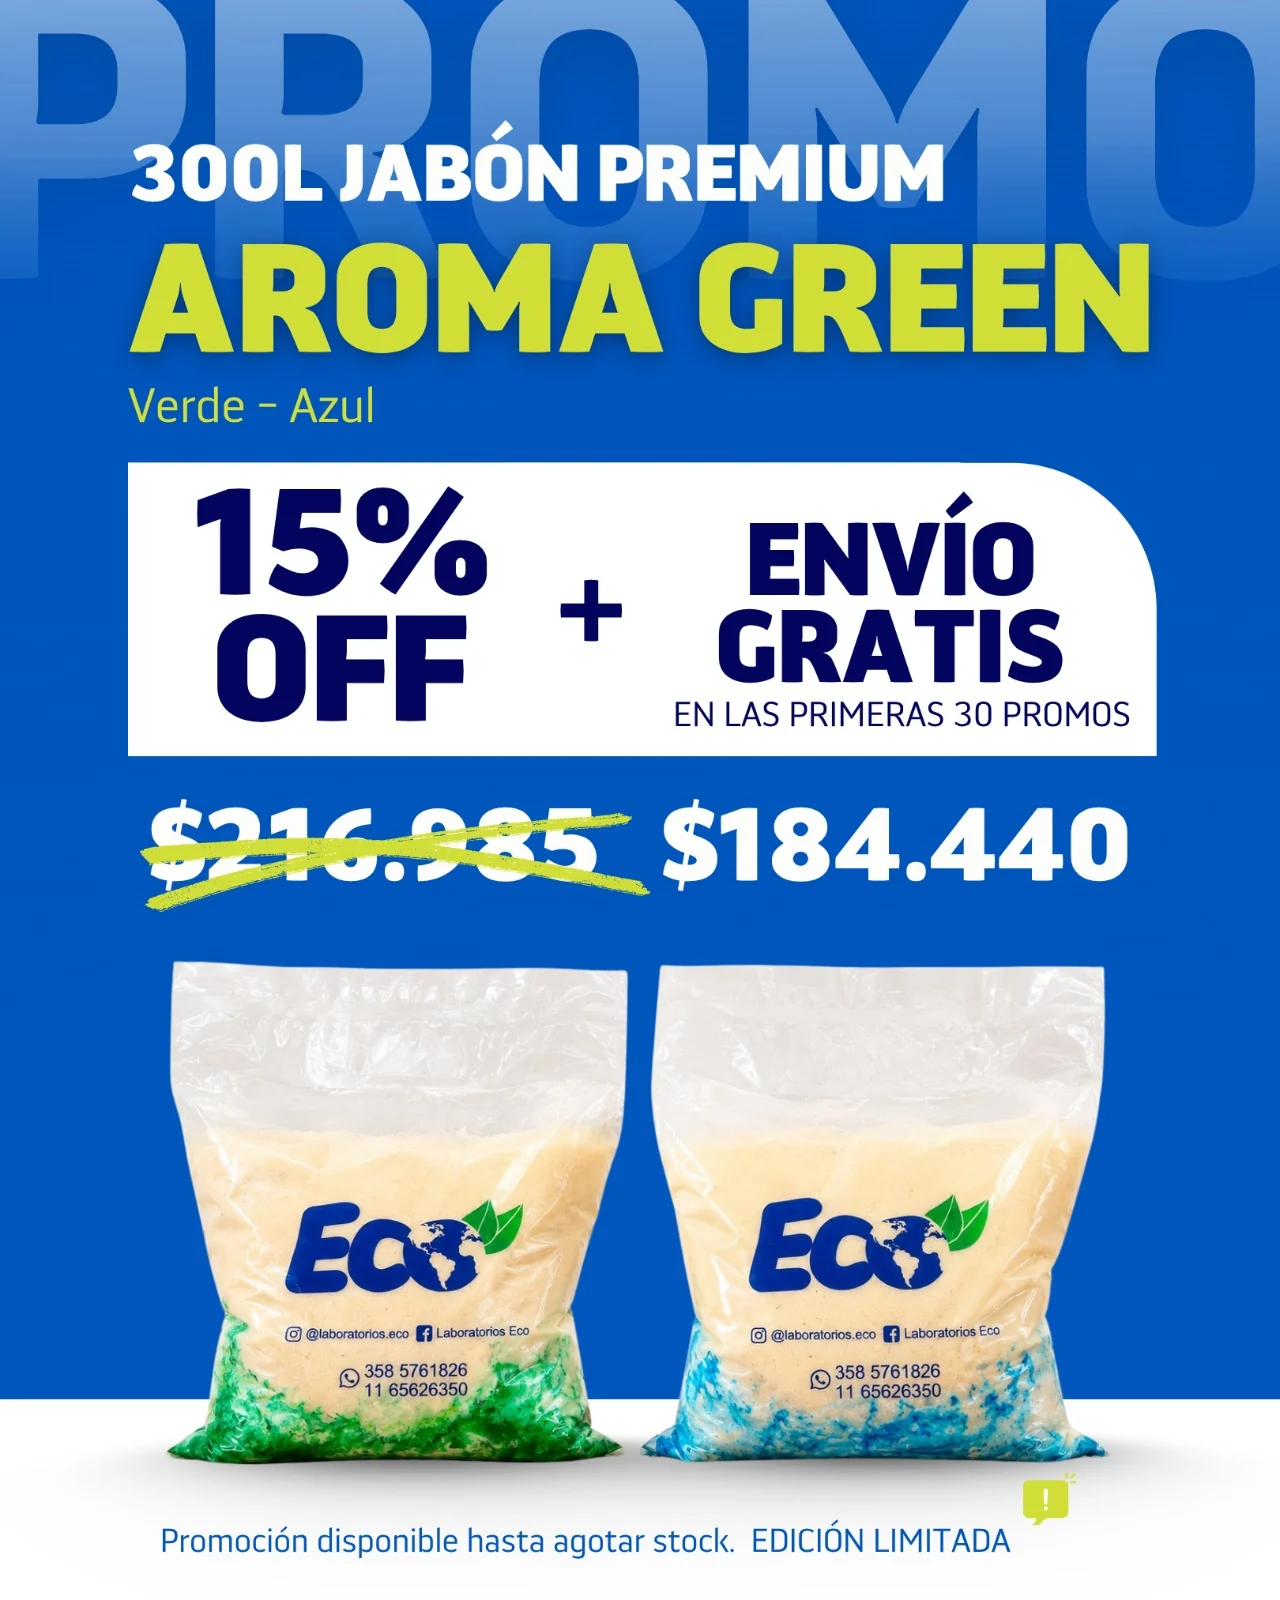 PROMO
300L JABÓN PREMIUM
AROMA GREEN
Verde - Azul
15%
OFF
+
ENVÍO
GRATIS
EN LAS PRIMERAS 30 PROMOS
$216.985 $184.440
Eco
@laboratorios.eco Laboratorios Eco
358 5761826
11 65626350
Eco
@laboratorios.eco Laboratorios Eco
358 5761826
11 65626350
!
Promoción disponible hasta agotar stock. EDICIÓN LIMITADA